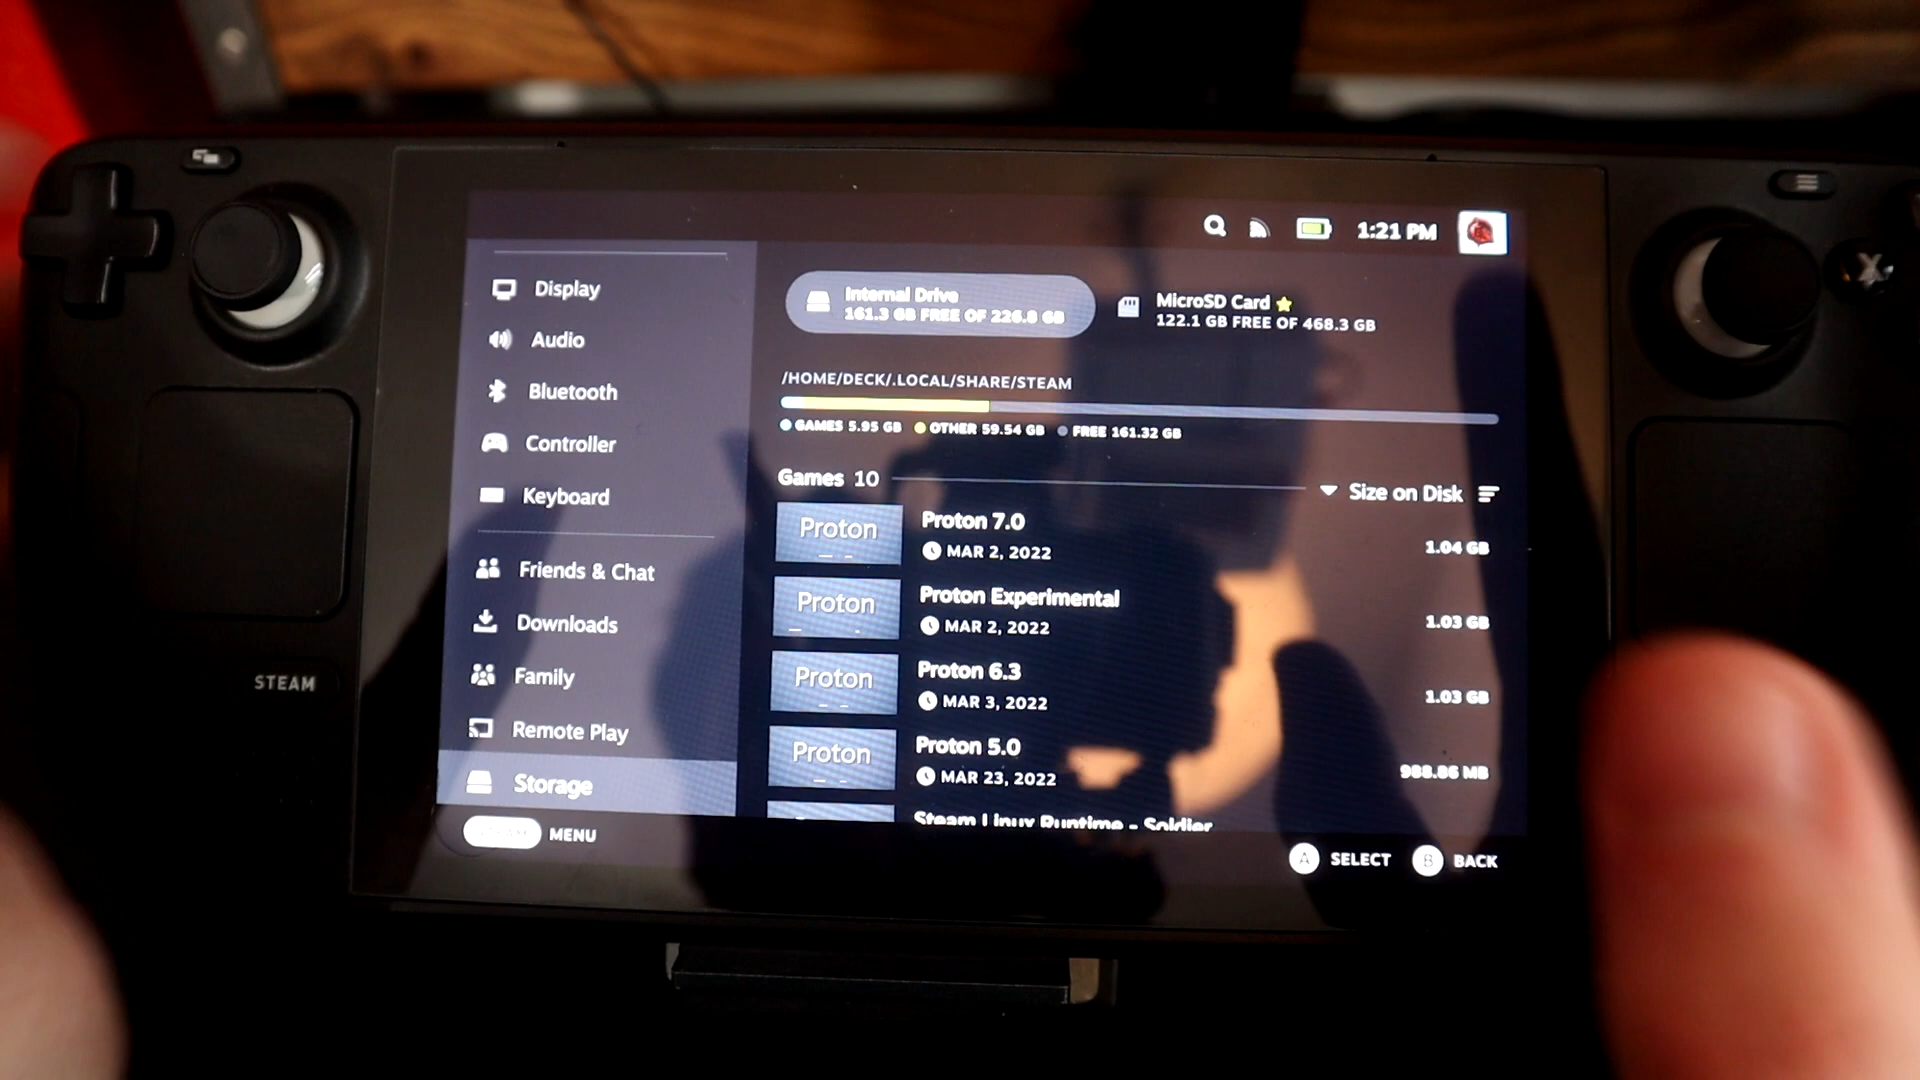 1:21 PM
Display
Audio
Bluetooth
Controller
Keyboard
Friends & Chat
Downloads
Family
Remote Play
Storage
Internal Drive
161.3 GB FREE OF 226.8 GB
MicroSD Card
122.1 GB FREE OF 468.3 GB
/HOME/DECK/.LOCAL/SHARE/STEAM
GAMES 5.95 GB OTHER 59.54 GB FREE 161.32 GB
Games 10
Size on Disk
Proton
Proton 7.0
MAR 2, 2022
1.04 GB
Proton
Proton Experimental
MAR 2, 2022
1.03 GB
Proton
Proton 6.3
MAR 3, 2022
1.03 GB
Proton
Proton 5.0
MAR 23, 2022
988.86 MB
Steam Linux Runtime - Soldier
MENU
A SELECT B BACK
STEAM
X